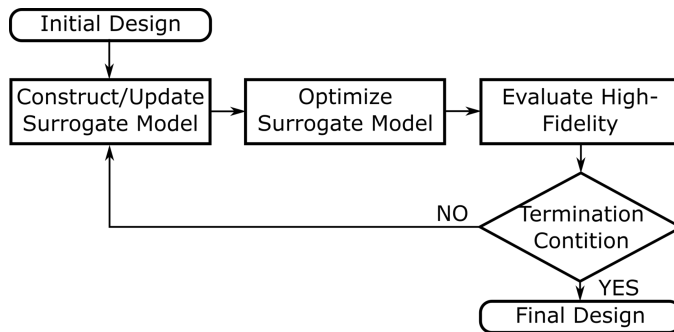 Initial Design
Construct/Update
Surrogate Model
Optimize
Surrogate Model
Evaluate High-
Fidelity
Termination
Contition
NO
YES
Final Design